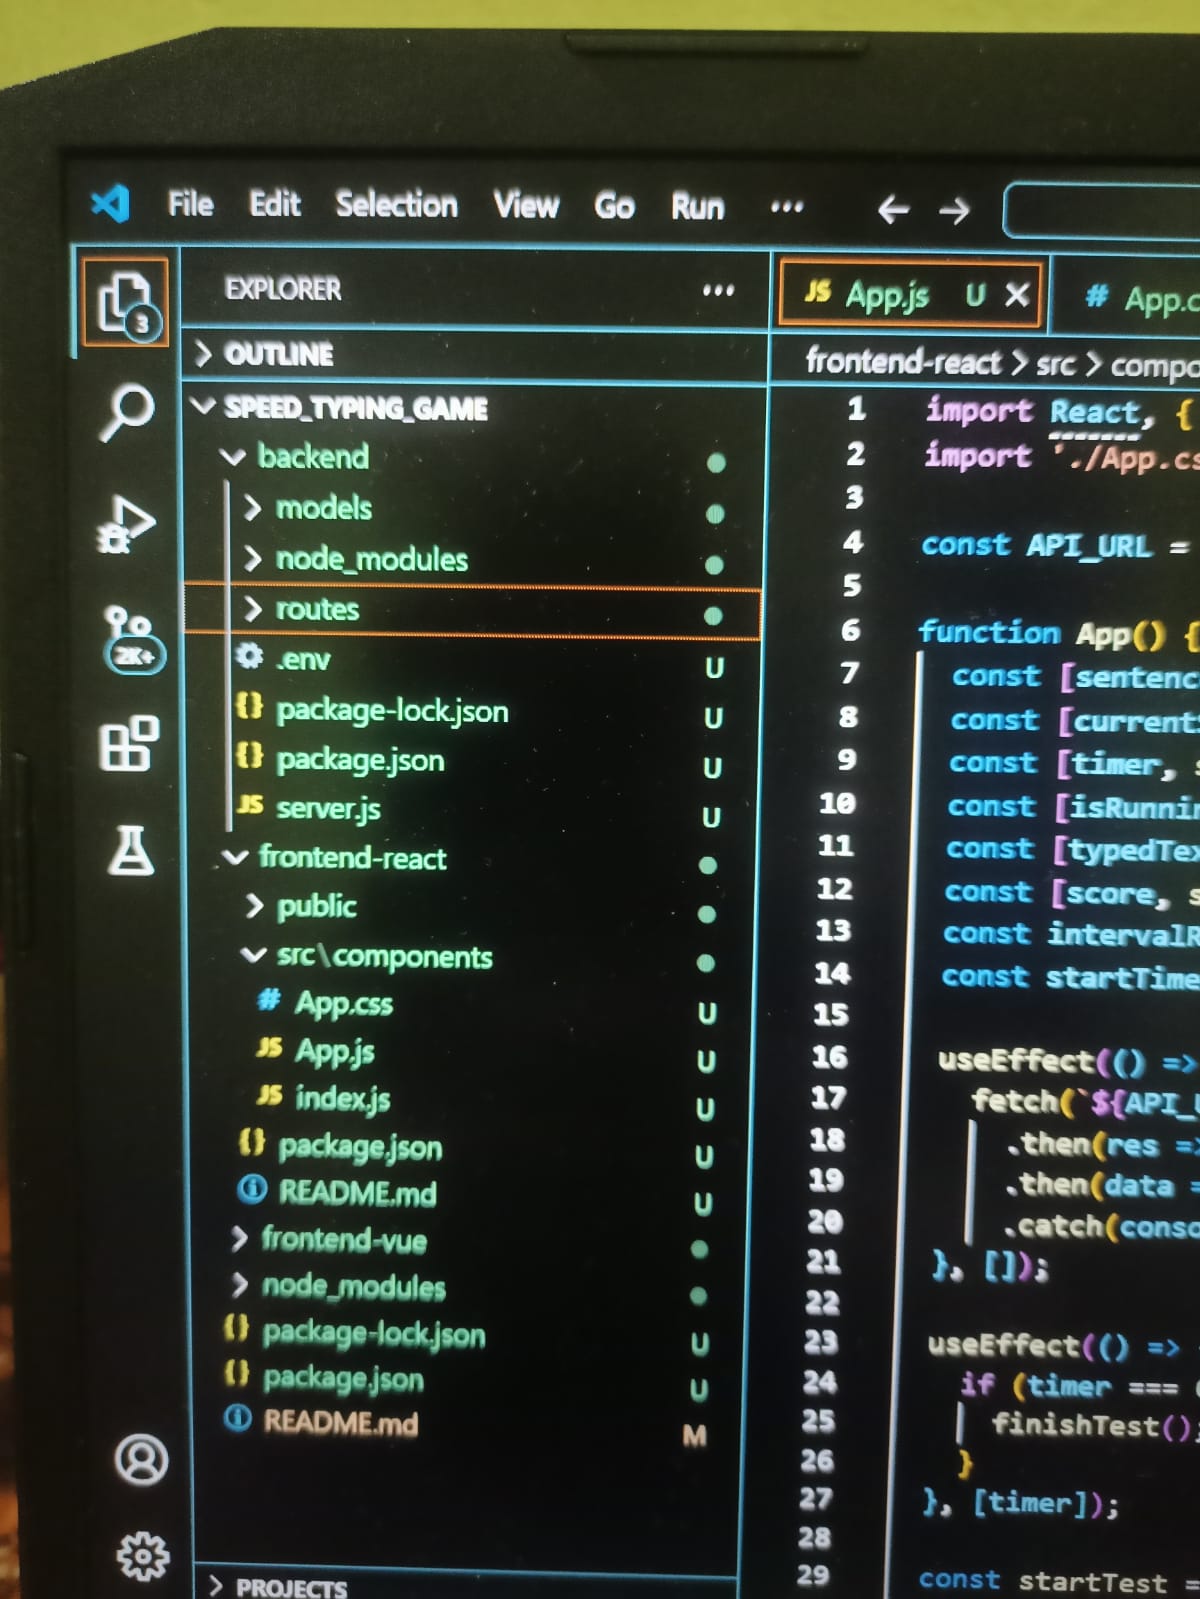 File Edit Selection View Go Run ...
EXPLORER ...
OUTLINE
SPEED_TYPING_GAME
backend
models
node_modules
routes
.env U
{} package-lock.json U
{} package.json U
JS server.js U
frontend-react
public
src\components
# App.css U
JS App.js U
JS index.js U
{} package.json U
README.md U
frontend-vue
node_modules
{} package-lock.json U
{} package.json U
README.md M
PROJECTS
3
2K+
JS App.js U
# App.c
frontend-react > src > compo
1 import React, {
2 import './App.cs
3
4 const API_URL =
5
6 function App() {
7 const [sentenc
8 const [current
9 const [timer, s
10 const [isRunnin
11 const [typedTex
12 const [score, s
13 const intervalR
14 const startTime
15
16 useEffect(() =>
17 fetch(`${API_U
18 .then(res =>
19 .then(data =
20 .catch(conso
21 }, []);
22
23 useEffect(() =>
24 if (timer ===
25 finishTest();
26 }
27 }, [timer]);
28
29 const startTest =